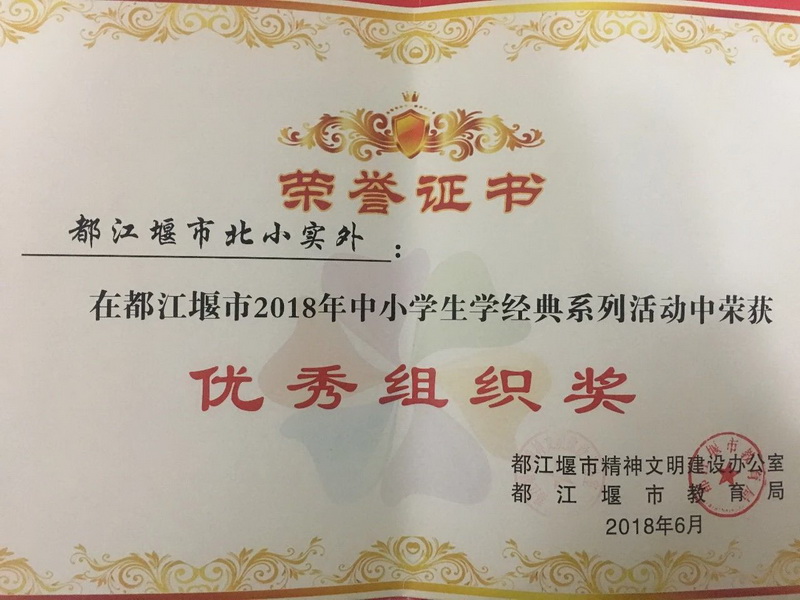 荣誉证书
都江堰市北小实外：
在都江堰市2018年中小学生学经典系列活动中荣获
优秀组织奖
都江堰市精神文明建设办公室
都江堰市教育局
2018年6月